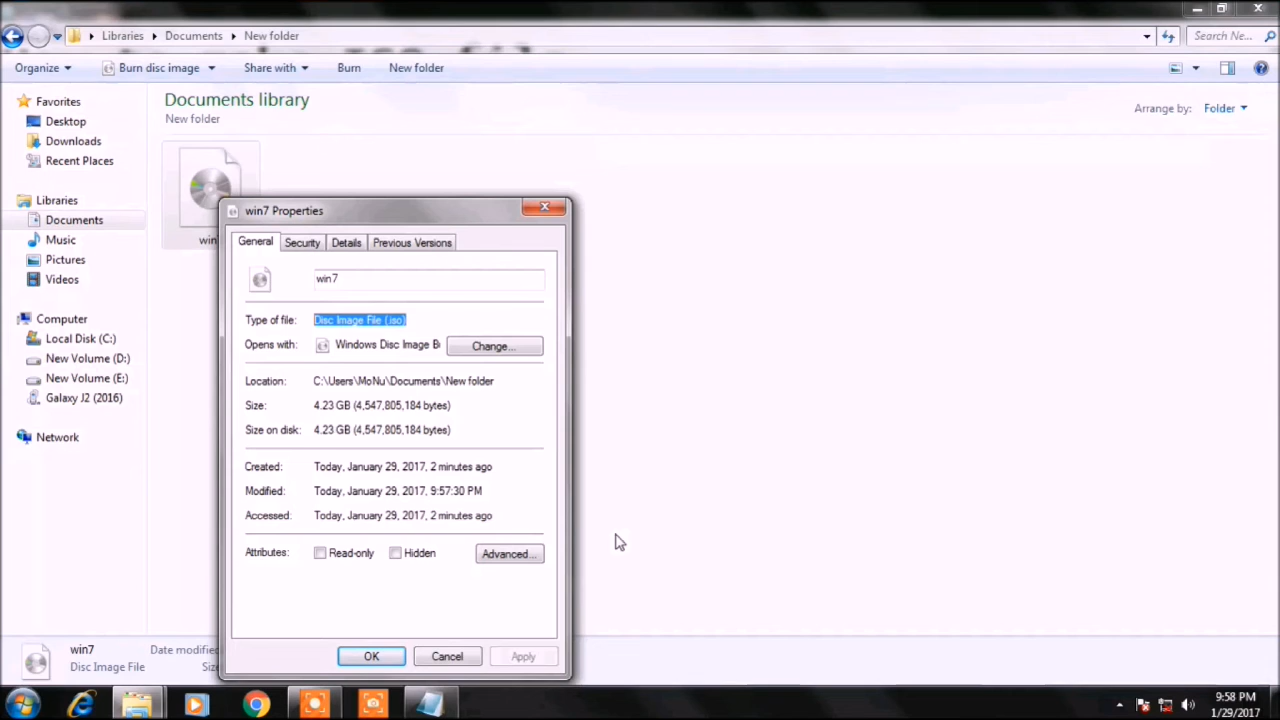 Libraries Documents New folder Search Ne...
Organize Burn disc image Share with Burn New folder
Favorites
Desktop
Downloads
Recent Places
Libraries
Documents
Music
Pictures
Videos
Computer
Local Disk (C:)
New Volume (D:)
New Volume (E:)
Galaxy J2 (2016)
Network
Documents library
New folder
Arrange by: Folder
win
win7 Properties
General Security Details Previous Versions
win7
Type of file: Disc Image File (.iso)
Opens with: Windows Disc Image B Change...
Location: C:\Users\MoNu\Documents\New folder
Size: 4.23 GB (4,547,805,184 bytes)
Size on disk: 4.23 GB (4,547,805,184 bytes)
Created: Today, January 29, 2017, 2 minutes ago
Modified: Today, January 29, 2017, 9:57:30 PM
Accessed: Today, January 29, 2017, 2 minutes ago
Attributes: Read-only Hidden Advanced...
OK Cancel Apply
win7 Date modified
Disc Image File Siz
9:58 PM
1/29/2017